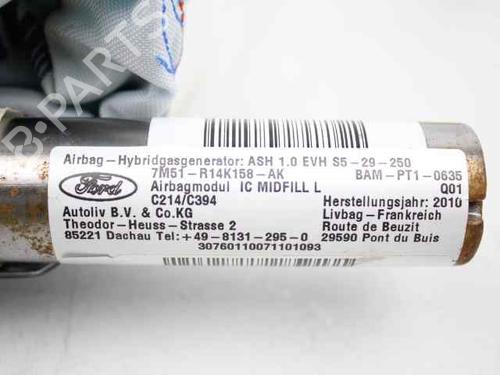 B-PARTS
Airbag-Hybridgasgenerator: ASH 1.0 EVH S5-29-250
7M51-R14K158-AK BAM-PT1-0635
Ford Airbagmodul IC MIDFILL L Q01
C214/C394 Herstellungsjahr: 2010
Autoliv B.V. & Co.KG Livbag-Frankreich
Theodor-Heuss-Strasse 2 Route de Beuzit
85221 Dachau Tel:+49-8131-295-0 29590 Pont du Buis
30760110071101093